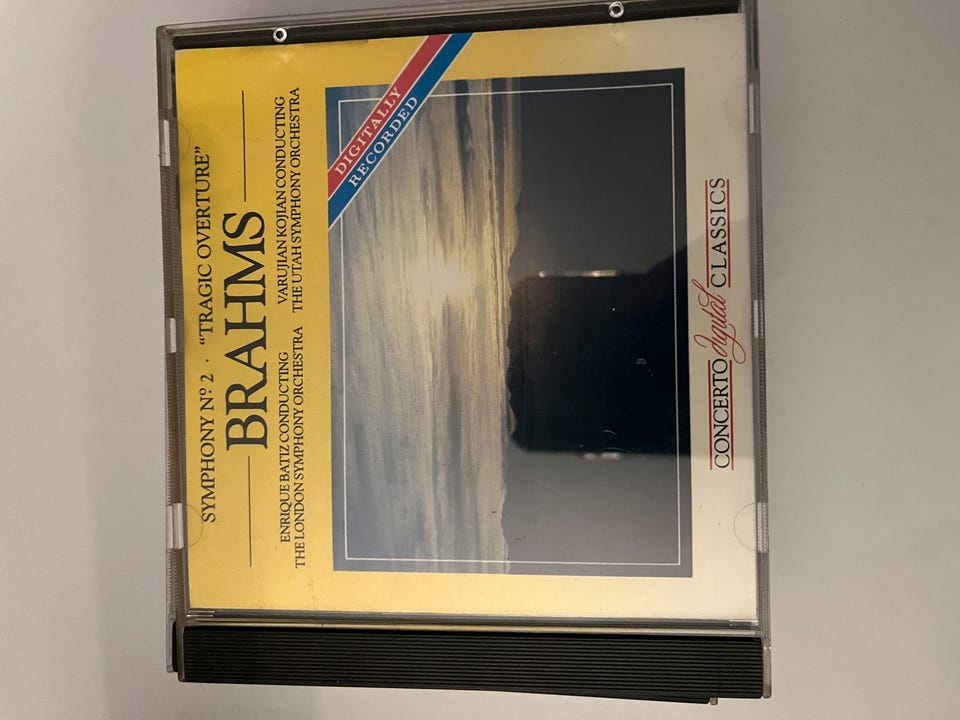 SYMPHONY Nº 2 · “TRAGIC OVERTURE”
BRAHMS
ENRIQUE BATIZ CONDUCTING
THE LONDON SYMPHONY ORCHESTRA
VARUJIAN KOJIAN CONDUCTING
THE UTAH SYMPHONY ORCHESTRA
DIGITALLY
RECORDED
CONCERTO digital CLASSICS